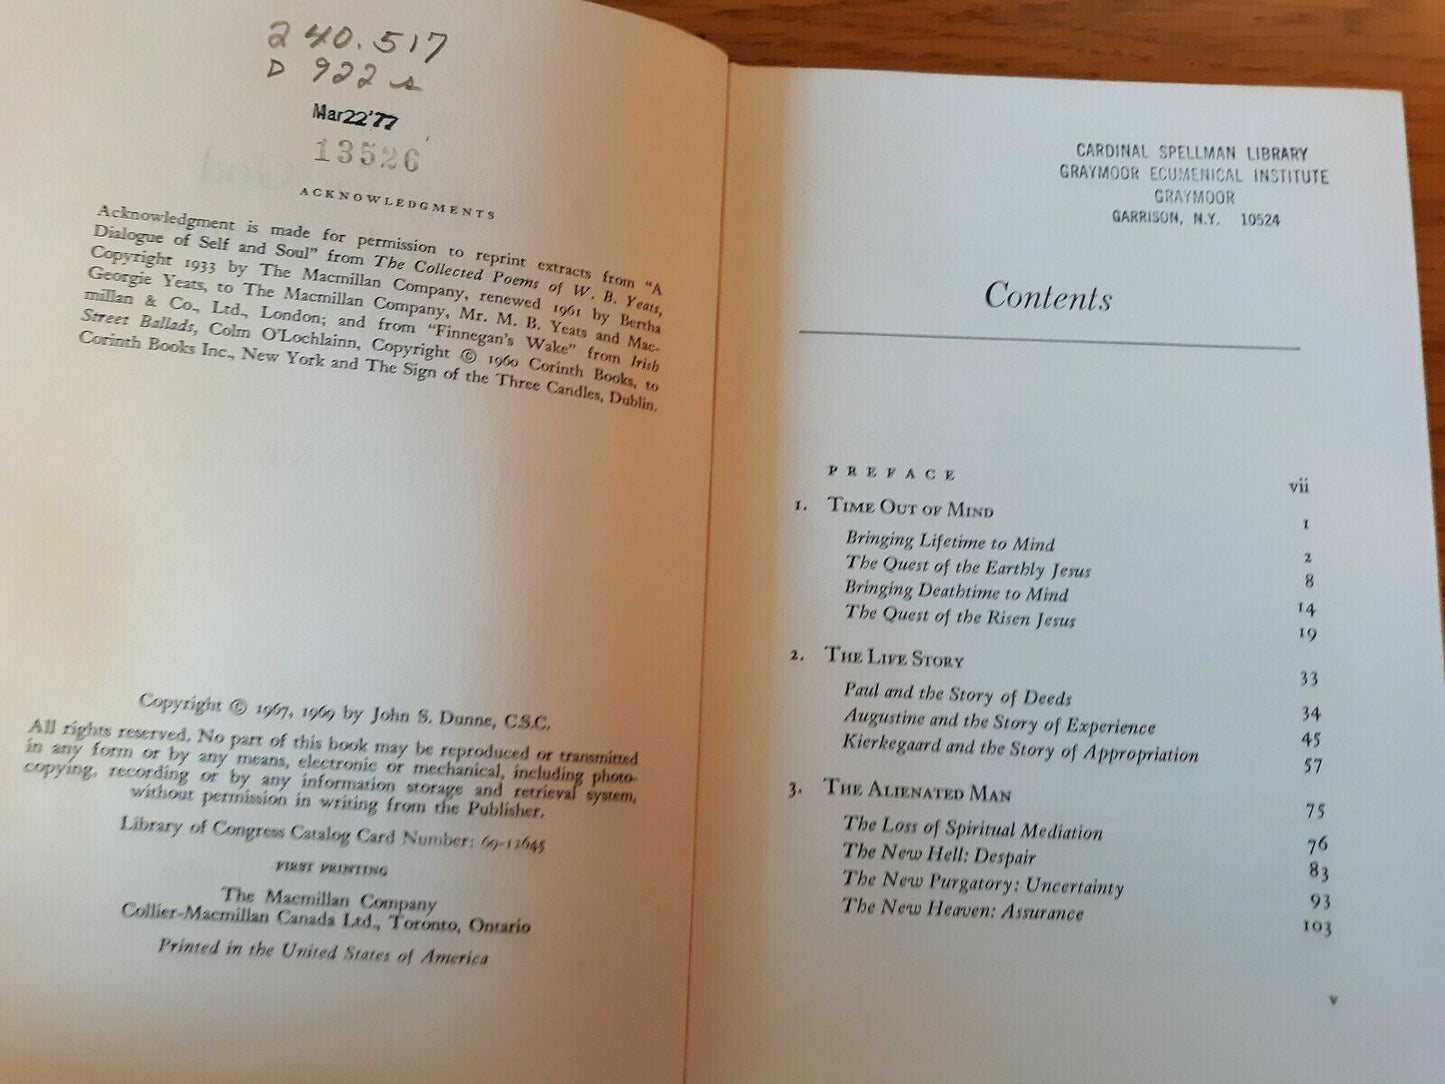 240.517
D 922 s
Mar22'77
13526
ACKNOWLEDGMENTS
Acknowledgment is made for permission to reprint extracts from "A
Dialogue of Self and Soul" from The Collected Poems of W. B. Yeats,
Copyright 1933 by The Macmillan Company, renewed 1961 by Bertha
Georgie Yeats, to The Macmillan Company, Mr. M. B. Yeats and Mac-
millan & Co., Ltd., London; and from "Finnegan's Wake" from Irish
Street Ballads, Colm O'Lochlainn, Copyright © 1960 Corinth Books, to
Corinth Books Inc., New York and The Sign of the Three Candles, Dublin.
Copyright © 1967, 1969 by John S. Dunne, C.S.C.
All rights reserved. No part of this book may be reproduced or transmitted
in any form or by any means, electronic or mechanical, including photo-
copying, recording or by any information storage and retrieval system,
without permission in writing from the Publisher.
Library of Congress Catalog Card Number: 69-12645
FIRST PRINTING
The Macmillan Company
Collier-Macmillan Canada Ltd., Toronto, Ontario
Printed in the United States of America
CARDINAL SPELLMAN LIBRARY
GRAYMOOR ECUMENICAL INSTITUTE
GRAYMOOR
GARRISON, N.Y. 10524
Contents
PREFACE vii
1. TIME OUT OF MIND 1
Bringing Lifetime to Mind 2
The Quest of the Earthly Jesus 8
Bringing Deathtime to Mind 14
The Quest of the Risen Jesus 19
2. THE LIFE STORY 33
Paul and the Story of Deeds 34
Augustine and the Story of Experience 45
Kierkegaard and the Story of Appropriation 57
3. THE ALIENATED MAN 75
The Loss of Spiritual Mediation 76
The New Hell: Despair 83
The New Purgatory: Uncertainty 93
The New Heaven: Assurance 103
v